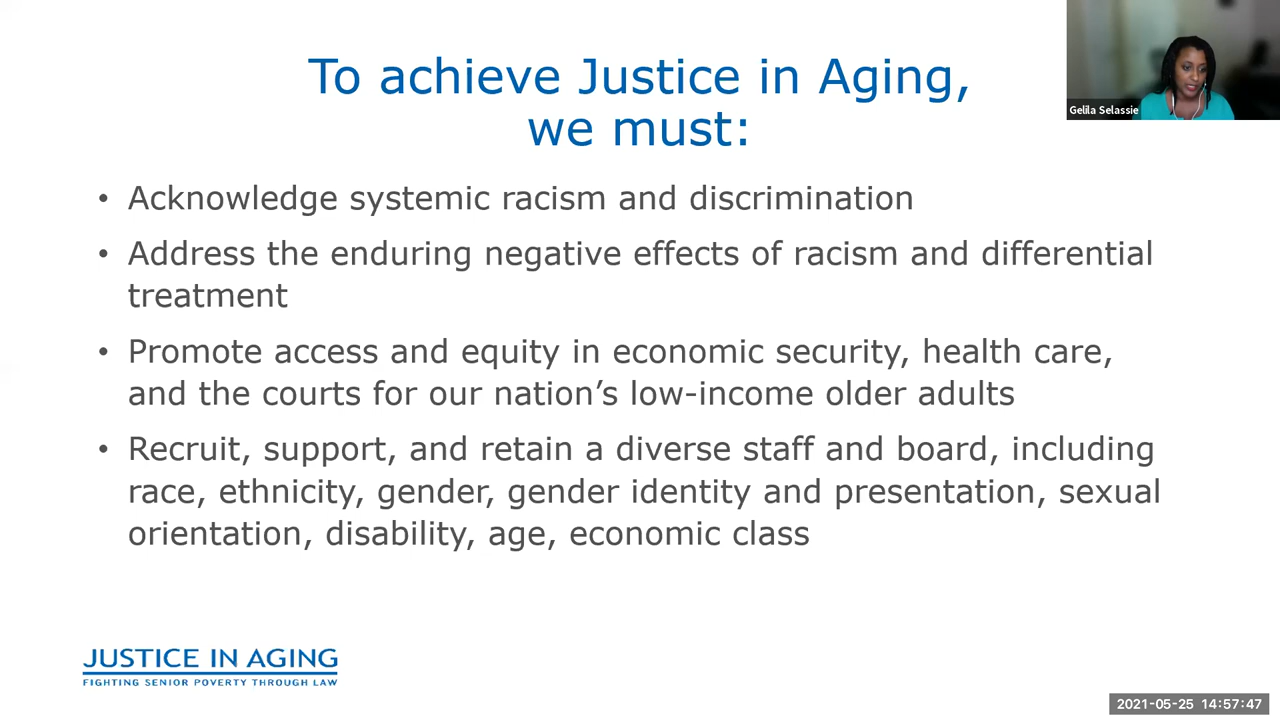 To achieve Justice in Aging,
we must:
Gelila Selassie
• Acknowledge systemic racism and discrimination
• Address the enduring negative effects of racism and differential
treatment
• Promote access and equity in economic security, health care,
and the courts for our nation’s low-income older adults
• Recruit, support, and retain a diverse staff and board, including
race, ethnicity, gender, gender identity and presentation, sexual
orientation, disability, age, economic class
JUSTICE IN AGING
FIGHTING SENIOR POVERTY THROUGH LAW
2021-05-25 14:57:47